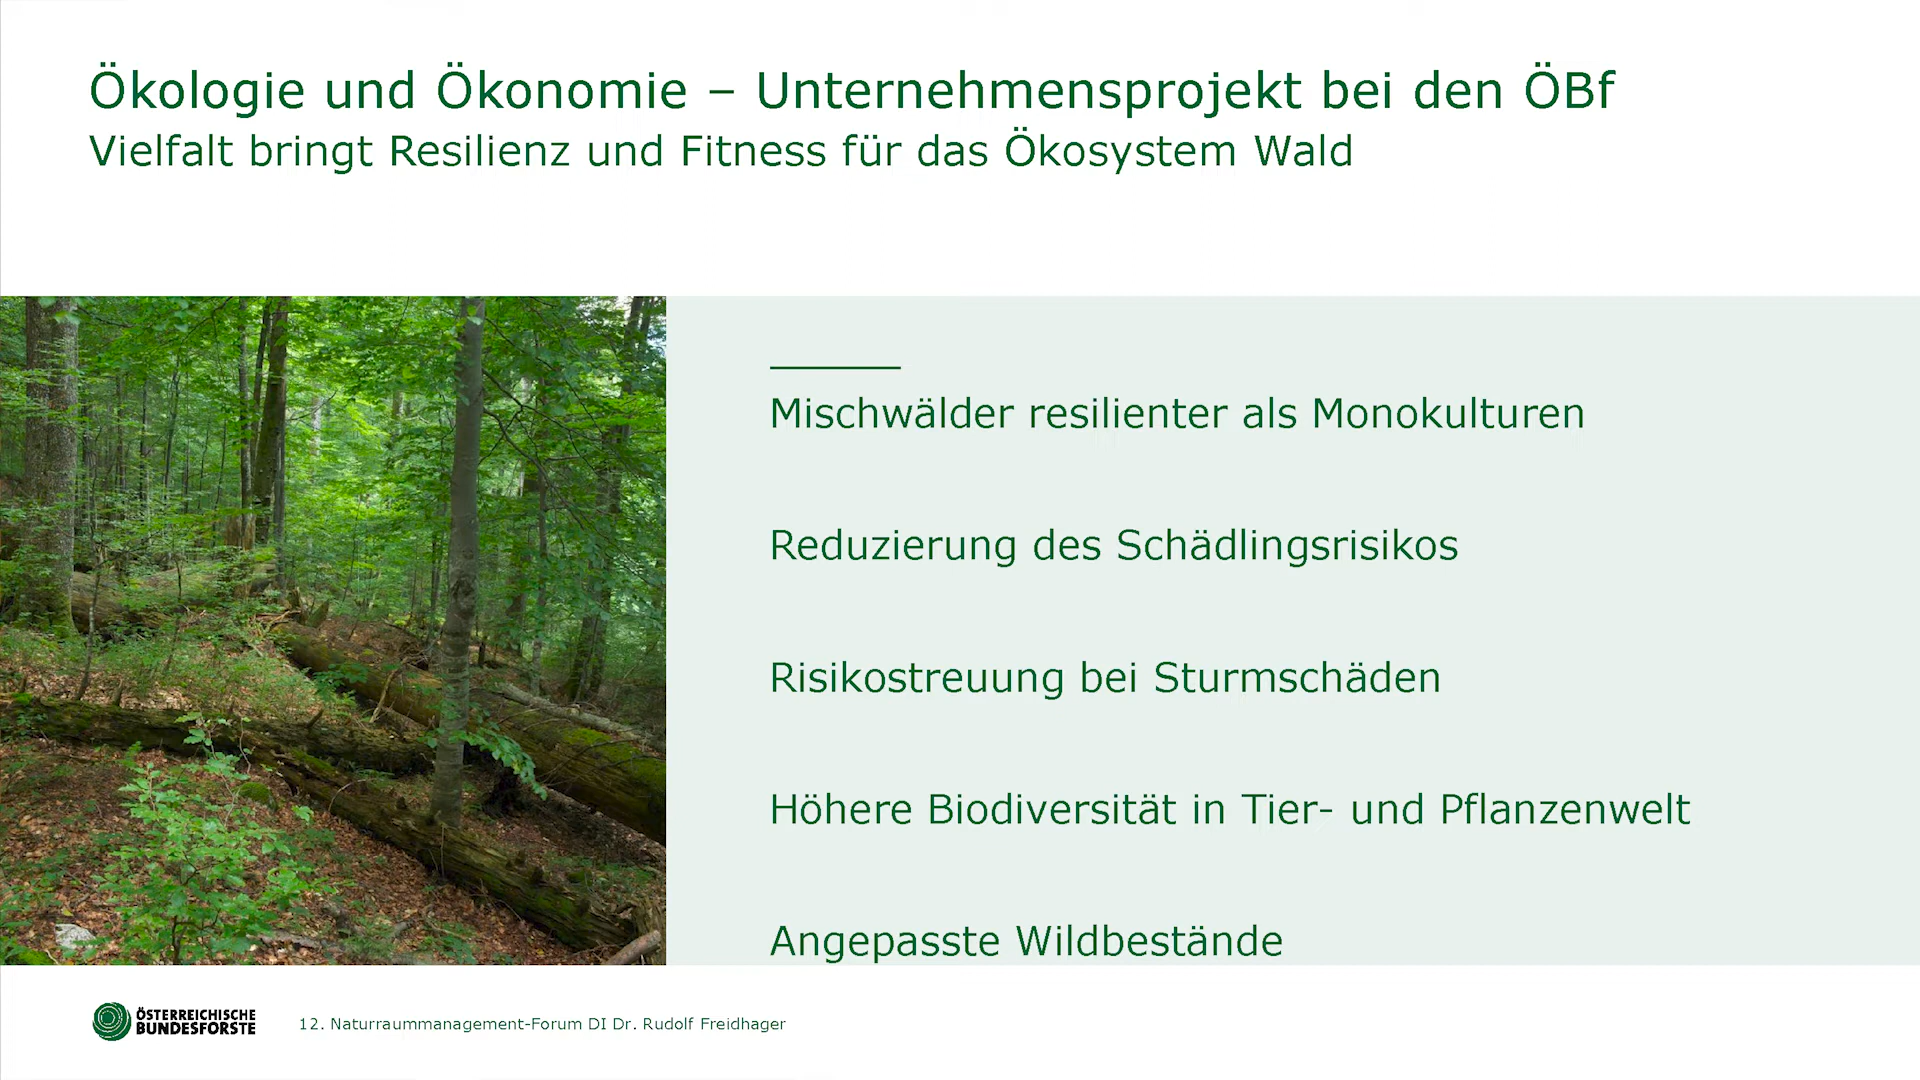 Ökologie und Ökonomie – Unternehmensprojekt bei den ÖBf
Vielfalt bringt Resilienz und Fitness für das Ökosystem Wald
Mischwälder resilienter als Monokulturen
Reduzierung des Schädlingsrisikos
Risikostreuung bei Sturmschäden
Höhere Biodiversität in Tier- und Pflanzenwelt
Angepasste Wildbestände
ÖSTERREICHISCHE
BUNDESFORSTE
12. Naturraummanagement-Forum DI Dr. Rudolf Freidhager